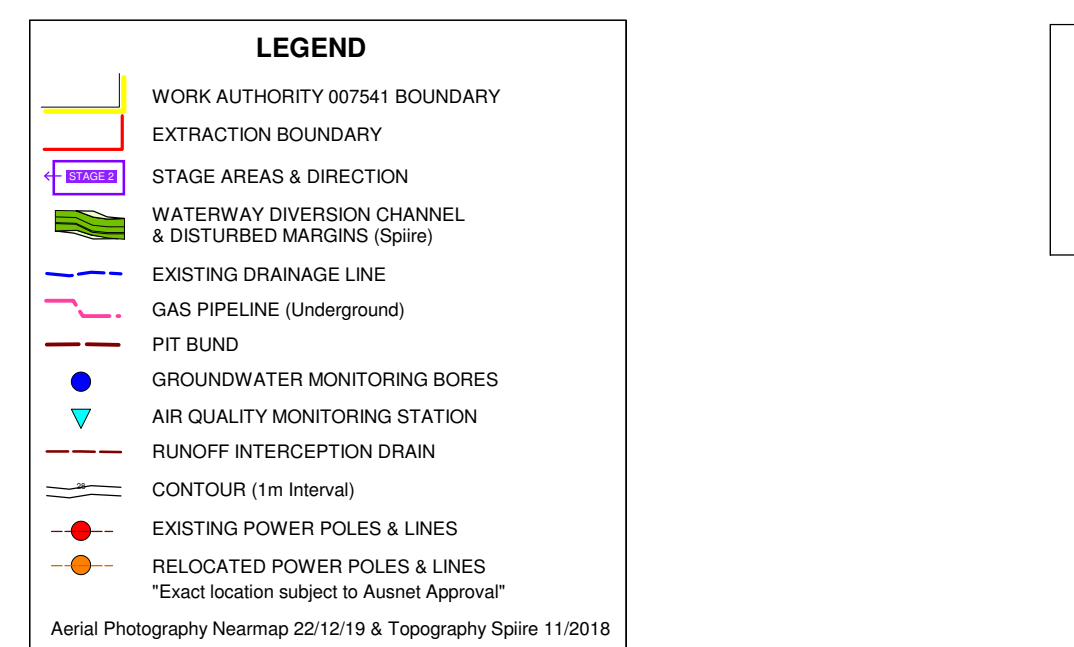 LEGEND
WORK AUTHORITY 007541 BOUNDARY
EXTRACTION BOUNDARY
STAGE 2
STAGE AREAS & DIRECTION
WATERWAY DIVERSION CHANNEL
& DISTURBED MARGINS (Spiire)
EXISTING DRAINAGE LINE
GAS PIPELINE (Underground)
PIT BUND
GROUNDWATER MONITORING BORES
AIR QUALITY MONITORING STATION
RUNOFF INTERCEPTION DRAIN
28
CONTOUR (1m Interval)
EXISTING POWER POLES & LINES
RELOCATED POWER POLES & LINES
"Exact location subject to Ausnet Approval"
Aerial Photography Nearmap 22/12/19 & Topography Spiire 11/2018